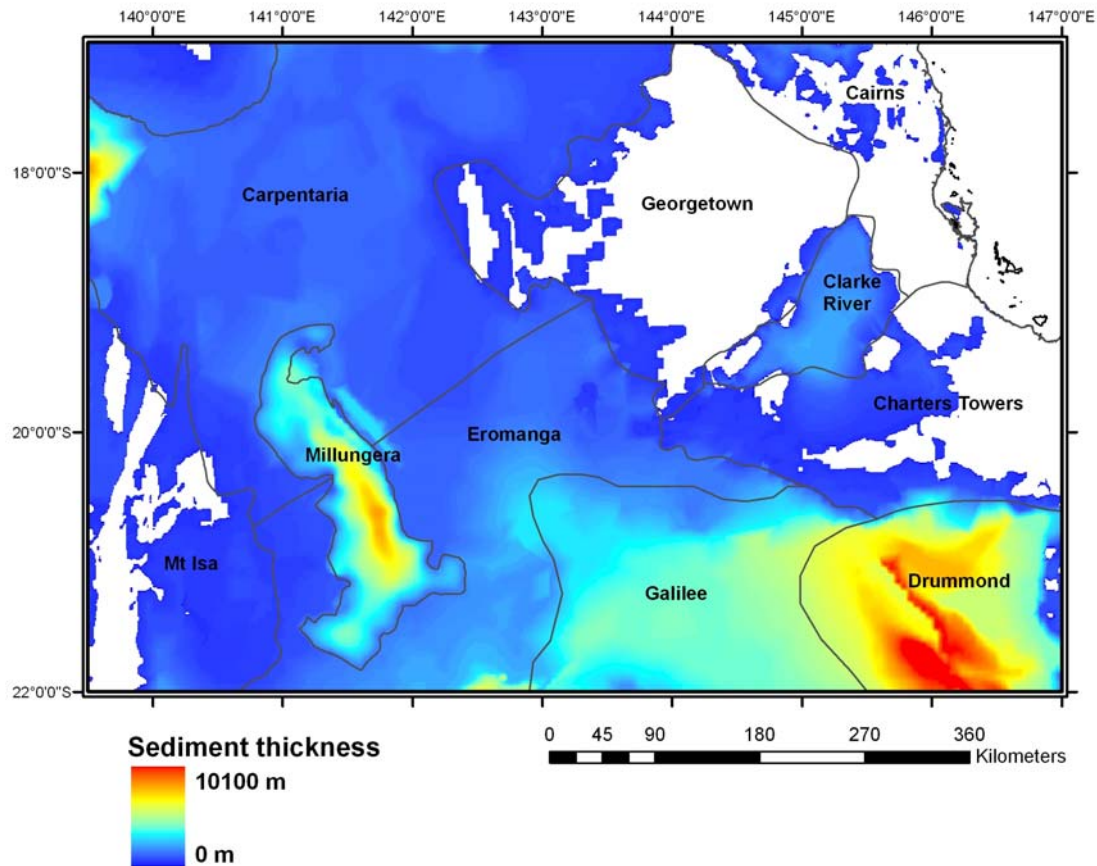 140°0'0"E 141°0'0"E 142°0'0"E 143°0'0"E 144°0'0"E 145°0'0"E 146°0'0"E 147°0'0"E
Cairns
18°0'0"S
Carpentaria
Georgetown
Clarke
River
Charters Towers
20°0'0"S
Eromanga
Millungera
Mt Isa
Galilee
Drummond
22°0'0"S
Sediment thickness
10100 m
0 m
0 45 90 180 270 360
Kilometers